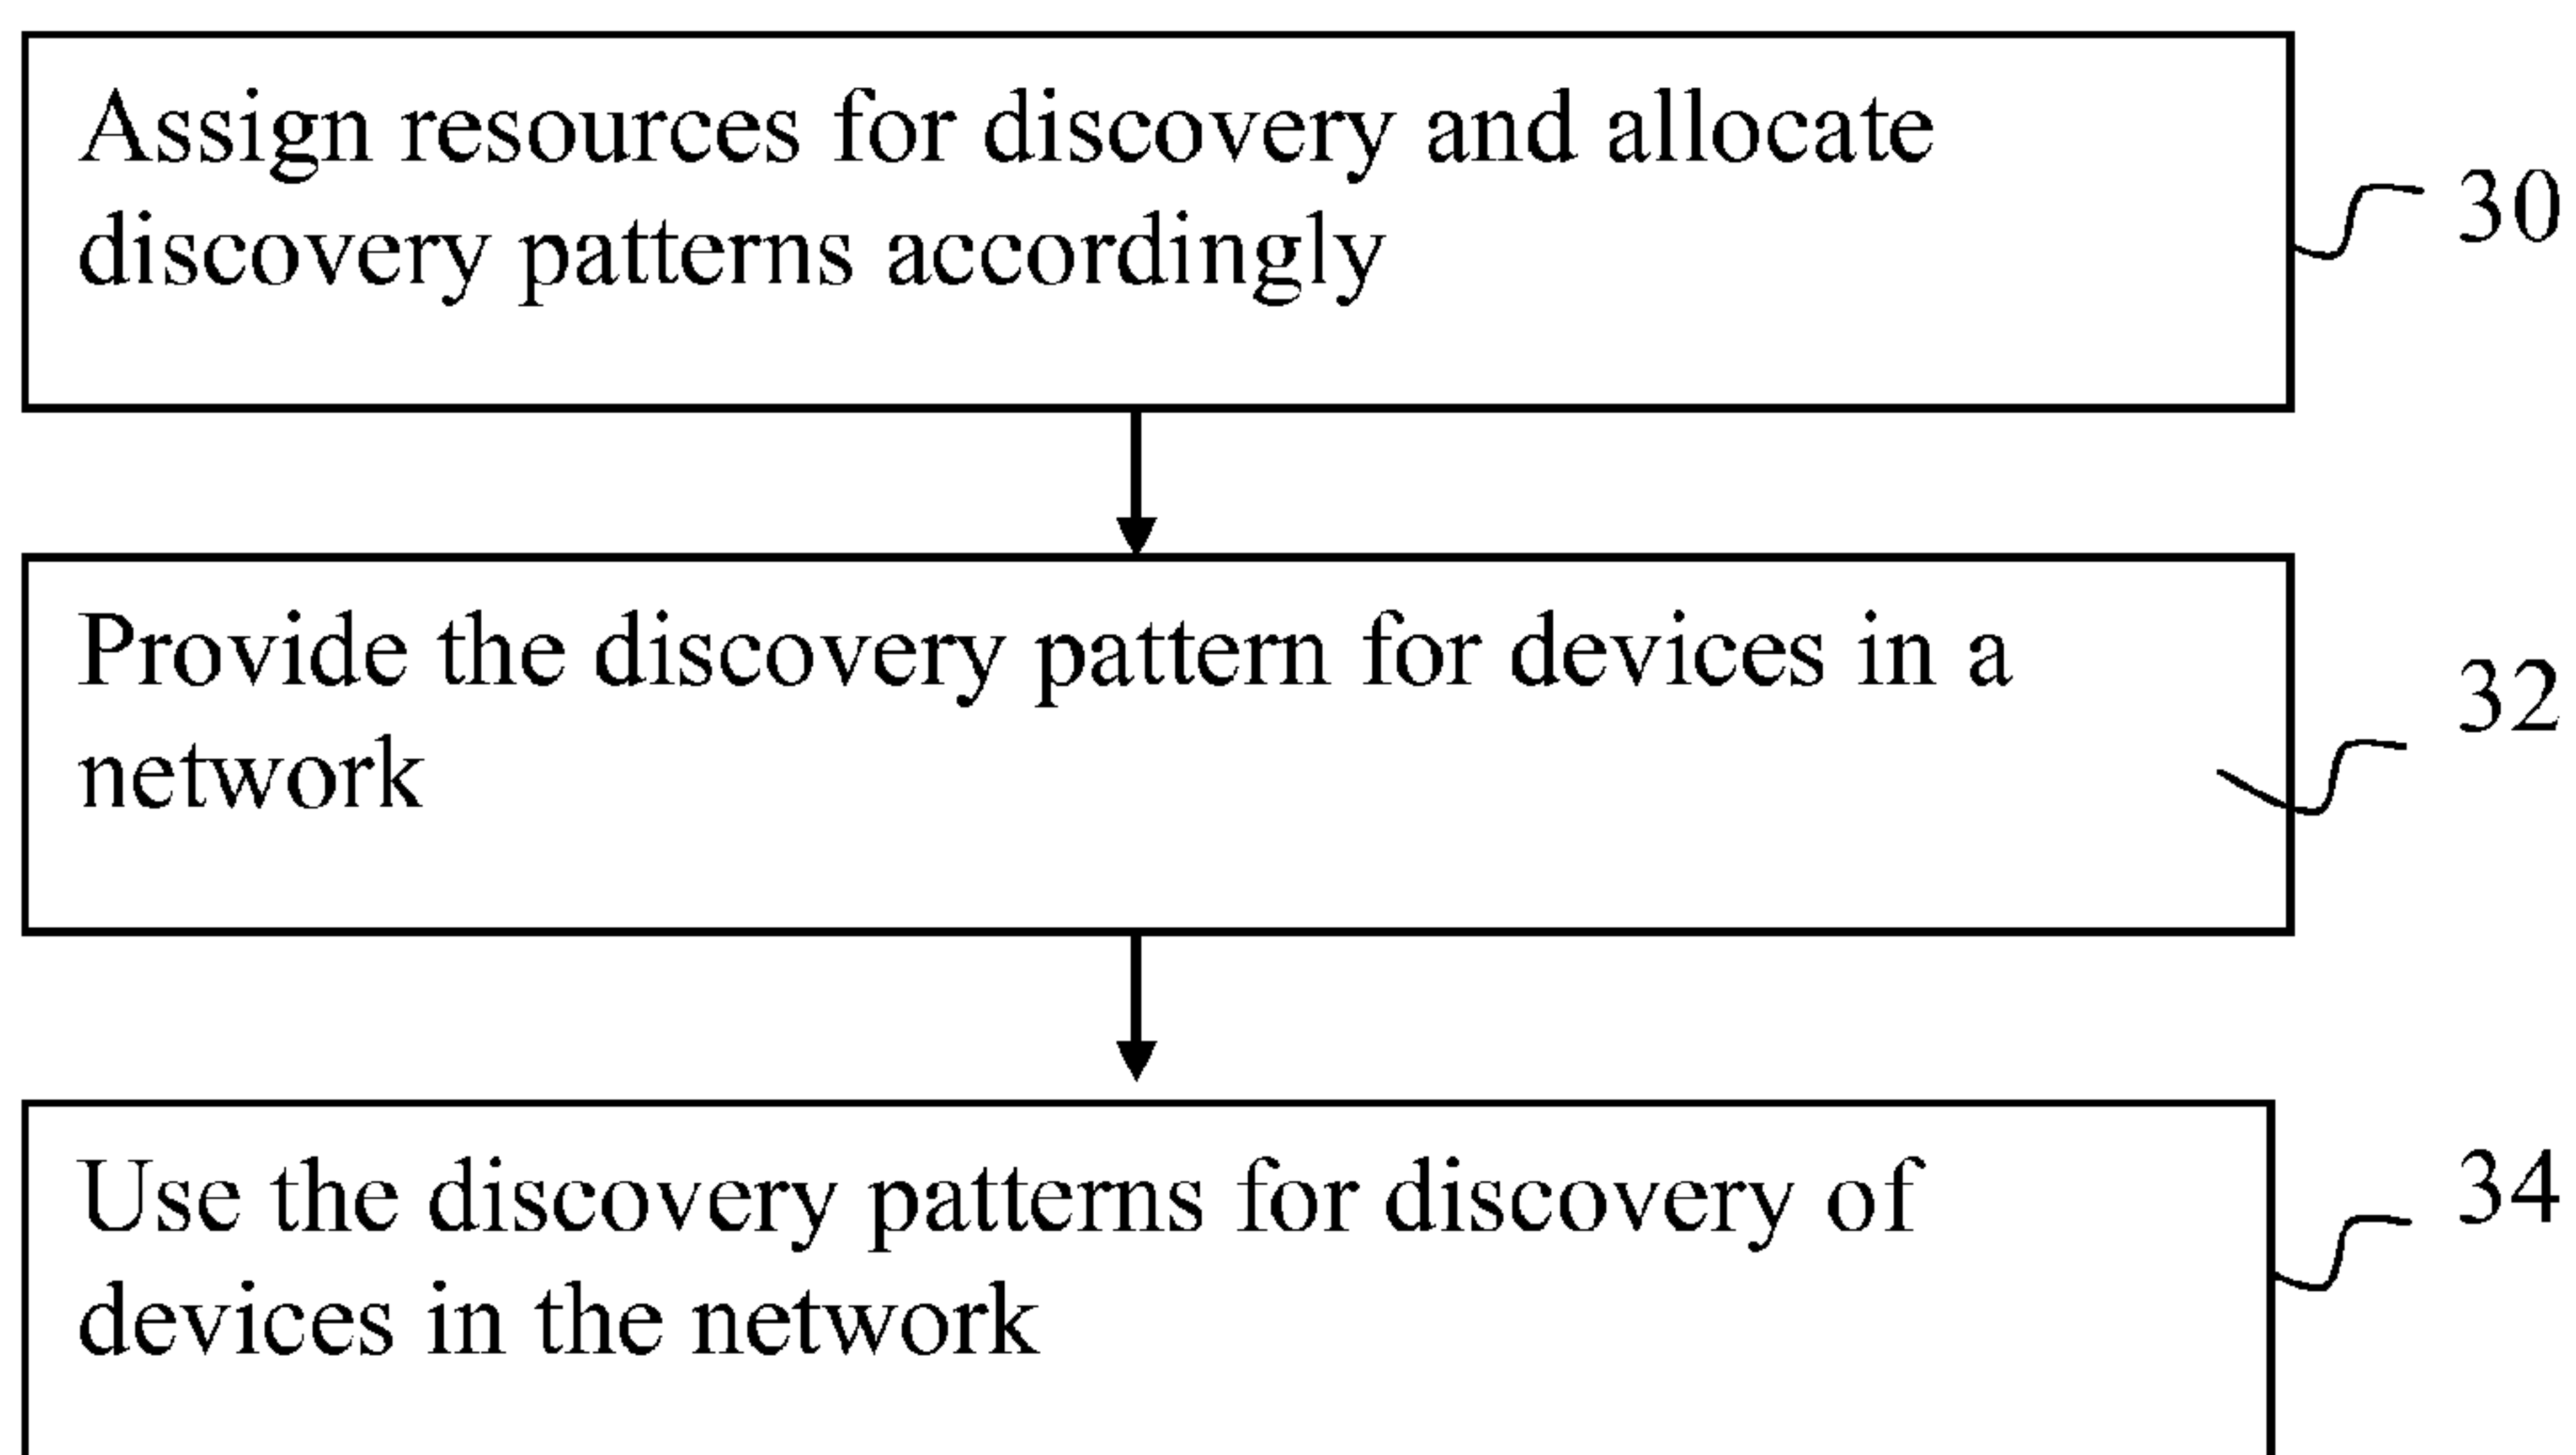 Assign resources for discovery and allocate
discovery patterns accordingly
30
Provide the discovery pattern for devices in a
network
32
Use the discovery patterns for discovery of
devices in the network
34